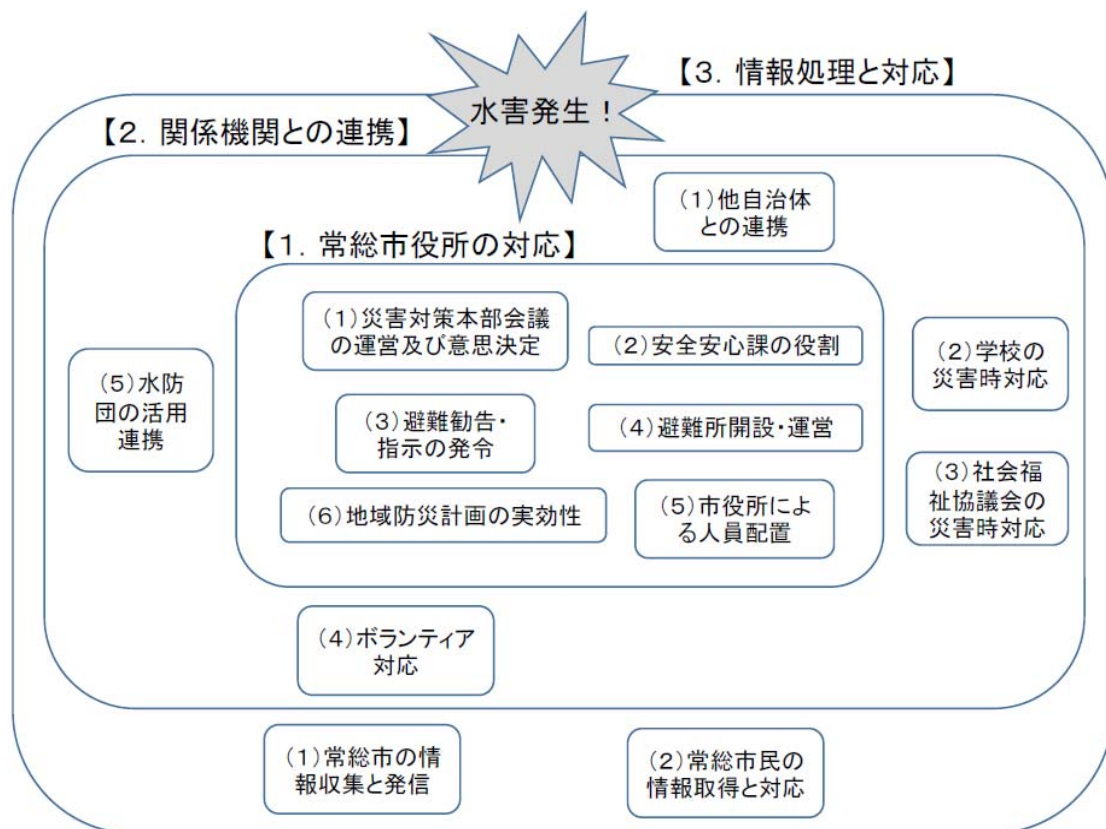 水害発生！
【３．情報処理と対応】
【２．関係機関との連携】
（１）他自治体
との連携
【１．常総市役所の対応】
（１）災害対策本部会議
の運営及び意思決定
（２）安全安心課の役割
（２）学校の
災害時対応
（５）水防
団の活用
連携
（３）避難勧告・
指示の発令
（４）避難所開設・運営
（３）社会福
祉協議会の
災害時対応
（６）地域防災計画の実効性
（５）市役所によ
る人員配置
（４）ボランティア
対応
（１）常総市の情
報収集と発信
（２）常総市民の
情報取得と対応